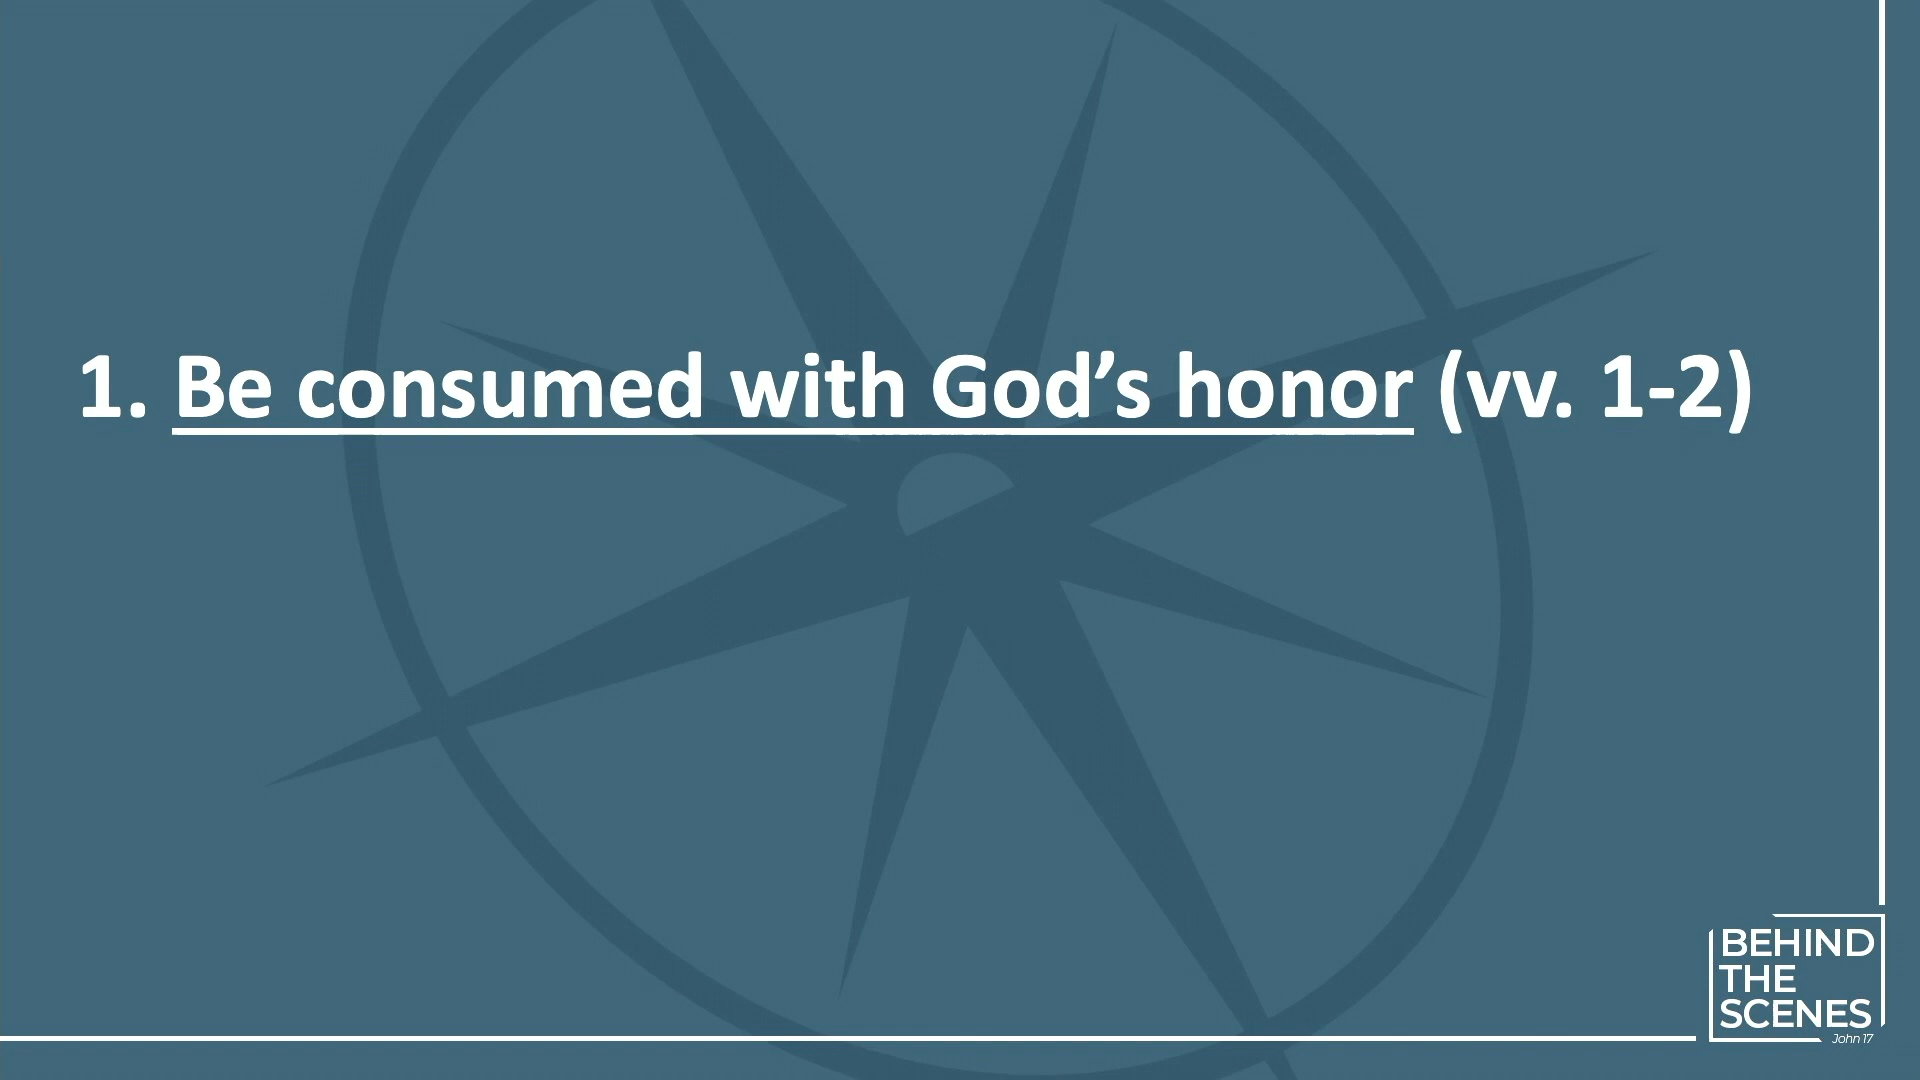 1. Be consumed with God’s honor (vv. 1-2)
BEHIND
THE
SCENES
John 17